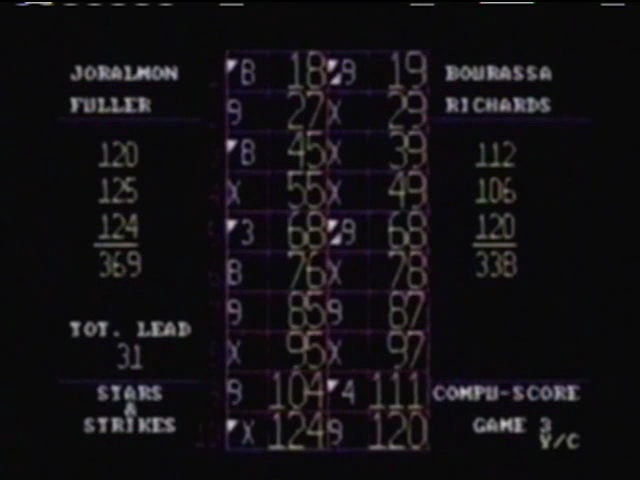 JORALMON B 18 9 19 BOURASSA
FULLER 9 27 X 29 RICHARDS
120 B 45 X 39 112
125 X 55 X 49 106
124 3 68 9 68 120
369 8 76 X 78 338
9 85 9 87
TOT. LEAD
31 X 95 X 97
STARS 9 104 4 111 COMPU-SCORE
&
STRIKES X 124 9 120 GAME 3
Y/C